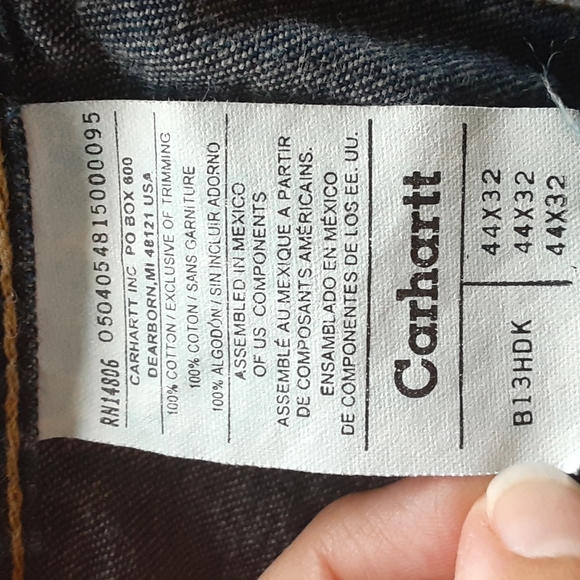 44X32
44X32
44X32
B13HDK
Carhartt
ASSEMBLED IN MEXICO
OF US COMPONENTS
ASSEMBLÉ AU MEXIQUE A PARTIR
DE COMPOSANTS AMÉRICAINS.
ENSAMBLADO EN MÉXICO
DE COMPONENTES DE LOS EE. UU.
100% COTTON / EXCLUSIVE OF TRIMMING
100% COTON / SANS GARNITURE
100% ALGODÓN / SIN INCLUIR ADORNO
CARHARTT INC PO BOX 600
DEARBORN, MI 48121 USA
RN14806 0504054815000095